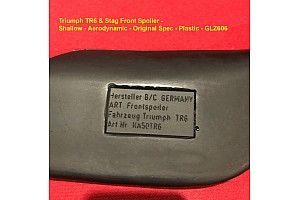 Triumph TR6 & Stag Front Spoiler -
Shallow - Aerodynamic - Original Spec - Plastic - GLZ606
Hersteller B/C GERMANY
ART Frontspoiler
Fahrzeug Triumph TR6
Art Nr.